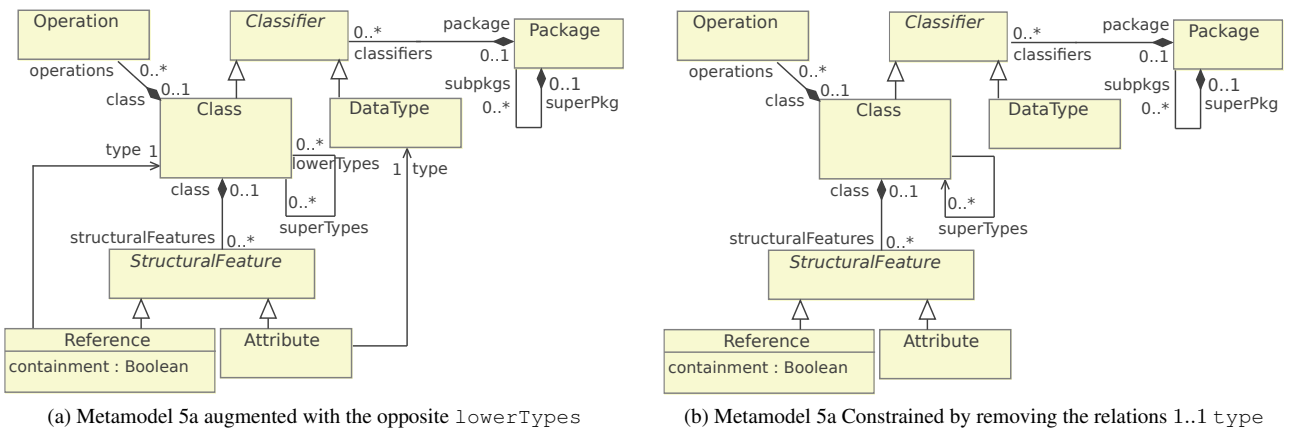 Operation
Classifier
package
Package
0..*
classifiers
0..1
operations
0..*
class
0..1
subpkgs
0..*
0..1
superPkg
Class
DataType
type 1
0..*
lowerTypes
1 type
class
0..1
0..*
superTypes
structuralFeatures
0..*
StructuralFeature
Reference
containment : Boolean
Attribute
(a) Metamodel 5a augmented with the opposite lowerTypes
Operation
Classifier
package
Package
0..*
classifiers
0..1
operations
0..*
class
0..1
subpkgs
0..*
0..1
superPkg
Class
DataType
class
0..1
0..*
superTypes
structuralFeatures
0..*
StructuralFeature
Reference
containment : Boolean
Attribute
(b) Metamodel 5a Constrained by removing the relations 1..1 type